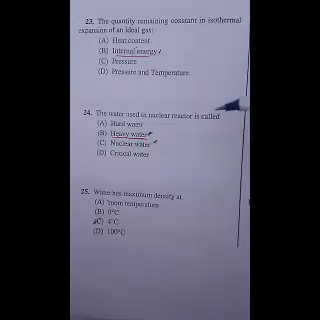 23. The quantity remaining constant in isothermal
expansion of an ideal gas:
(A) Heat content
(B) Internal energy
(C) Pressure
(D) Pressure and Temperature
24. The water used in nuclear reactor is called
(A) Hard water
(B) Heavy water
(C) Nuclear water
(D) Critical water
25. Water has maximum density at
(A) room temperature
(B) 0°C
(C) 4°C
(D) 100°C